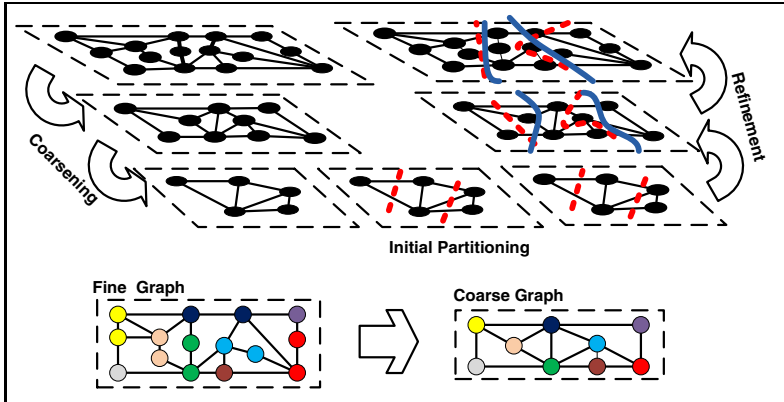 Coarsening
Refinement
Initial Partitioning
Fine Graph
Coarse Graph